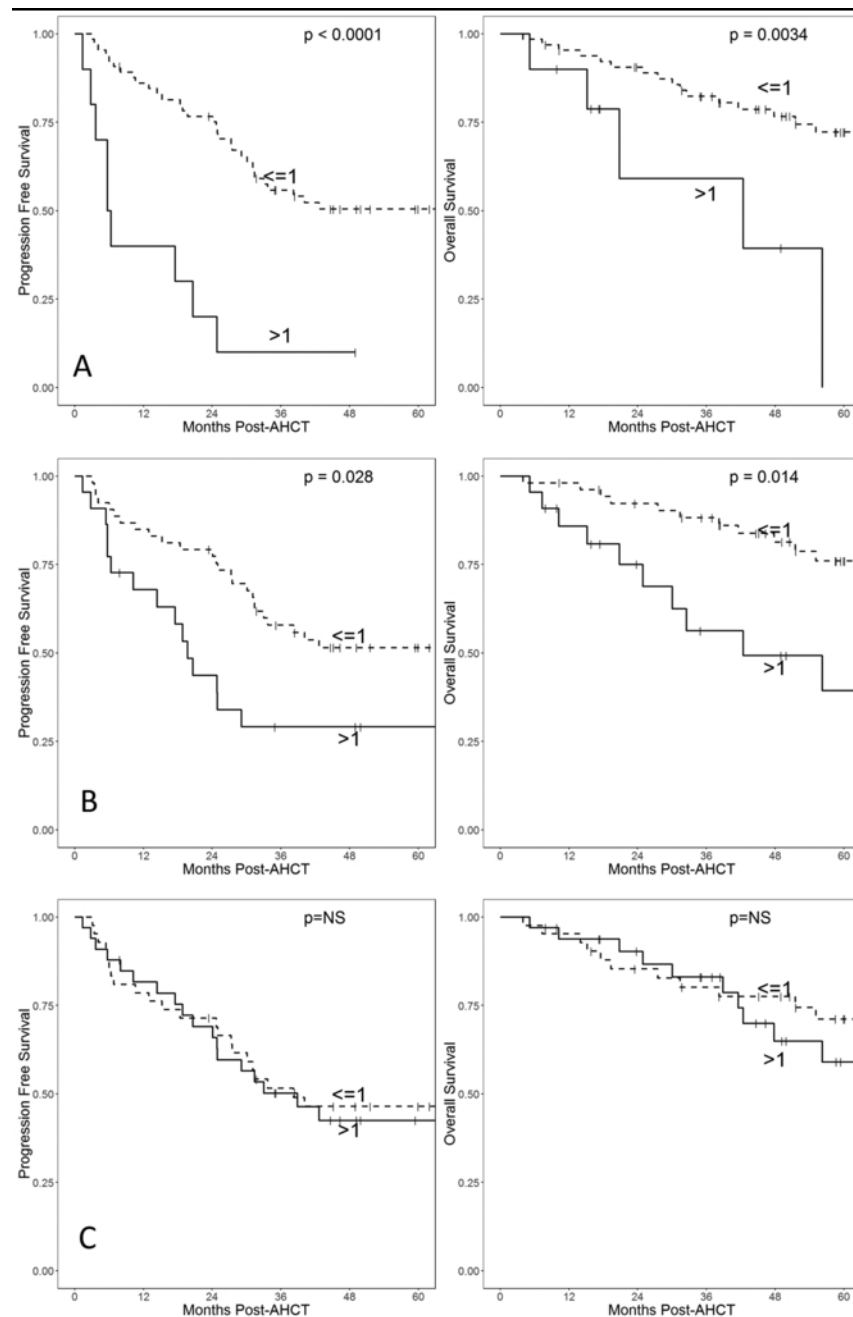 p < 0.0001
Progression Free Survival
1.00
0.75
0.50
0.25
0.00
<=1
>1
A
0 12 24 36 48 60
Months Post-AHCT
p = 0.0034
Overall Survival
1.00
0.75
0.50
0.25
0.00
<=1
>1
0 12 24 36 48 60
Months Post-AHCT
p = 0.028
Progression Free Survival
1.00
0.75
0.50
0.25
0.00
<=1
>1
B
0 12 24 36 48 60
Months Post-AHCT
p = 0.014
Overall Survival
1.00
0.75
0.50
0.25
0.00
<=1
>1
0 12 24 36 48 60
Months Post-AHCT
p=NS
Progression Free Survival
1.00
0.75
0.50
0.25
0.00
<=1
>1
C
0 12 24 36 48 60
Months Post-AHCT
p=NS
Overall Survival
1.00
0.75
0.50
0.25
0.00
<=1
>1
0 12 24 36 48 60
Months Post-AHCT